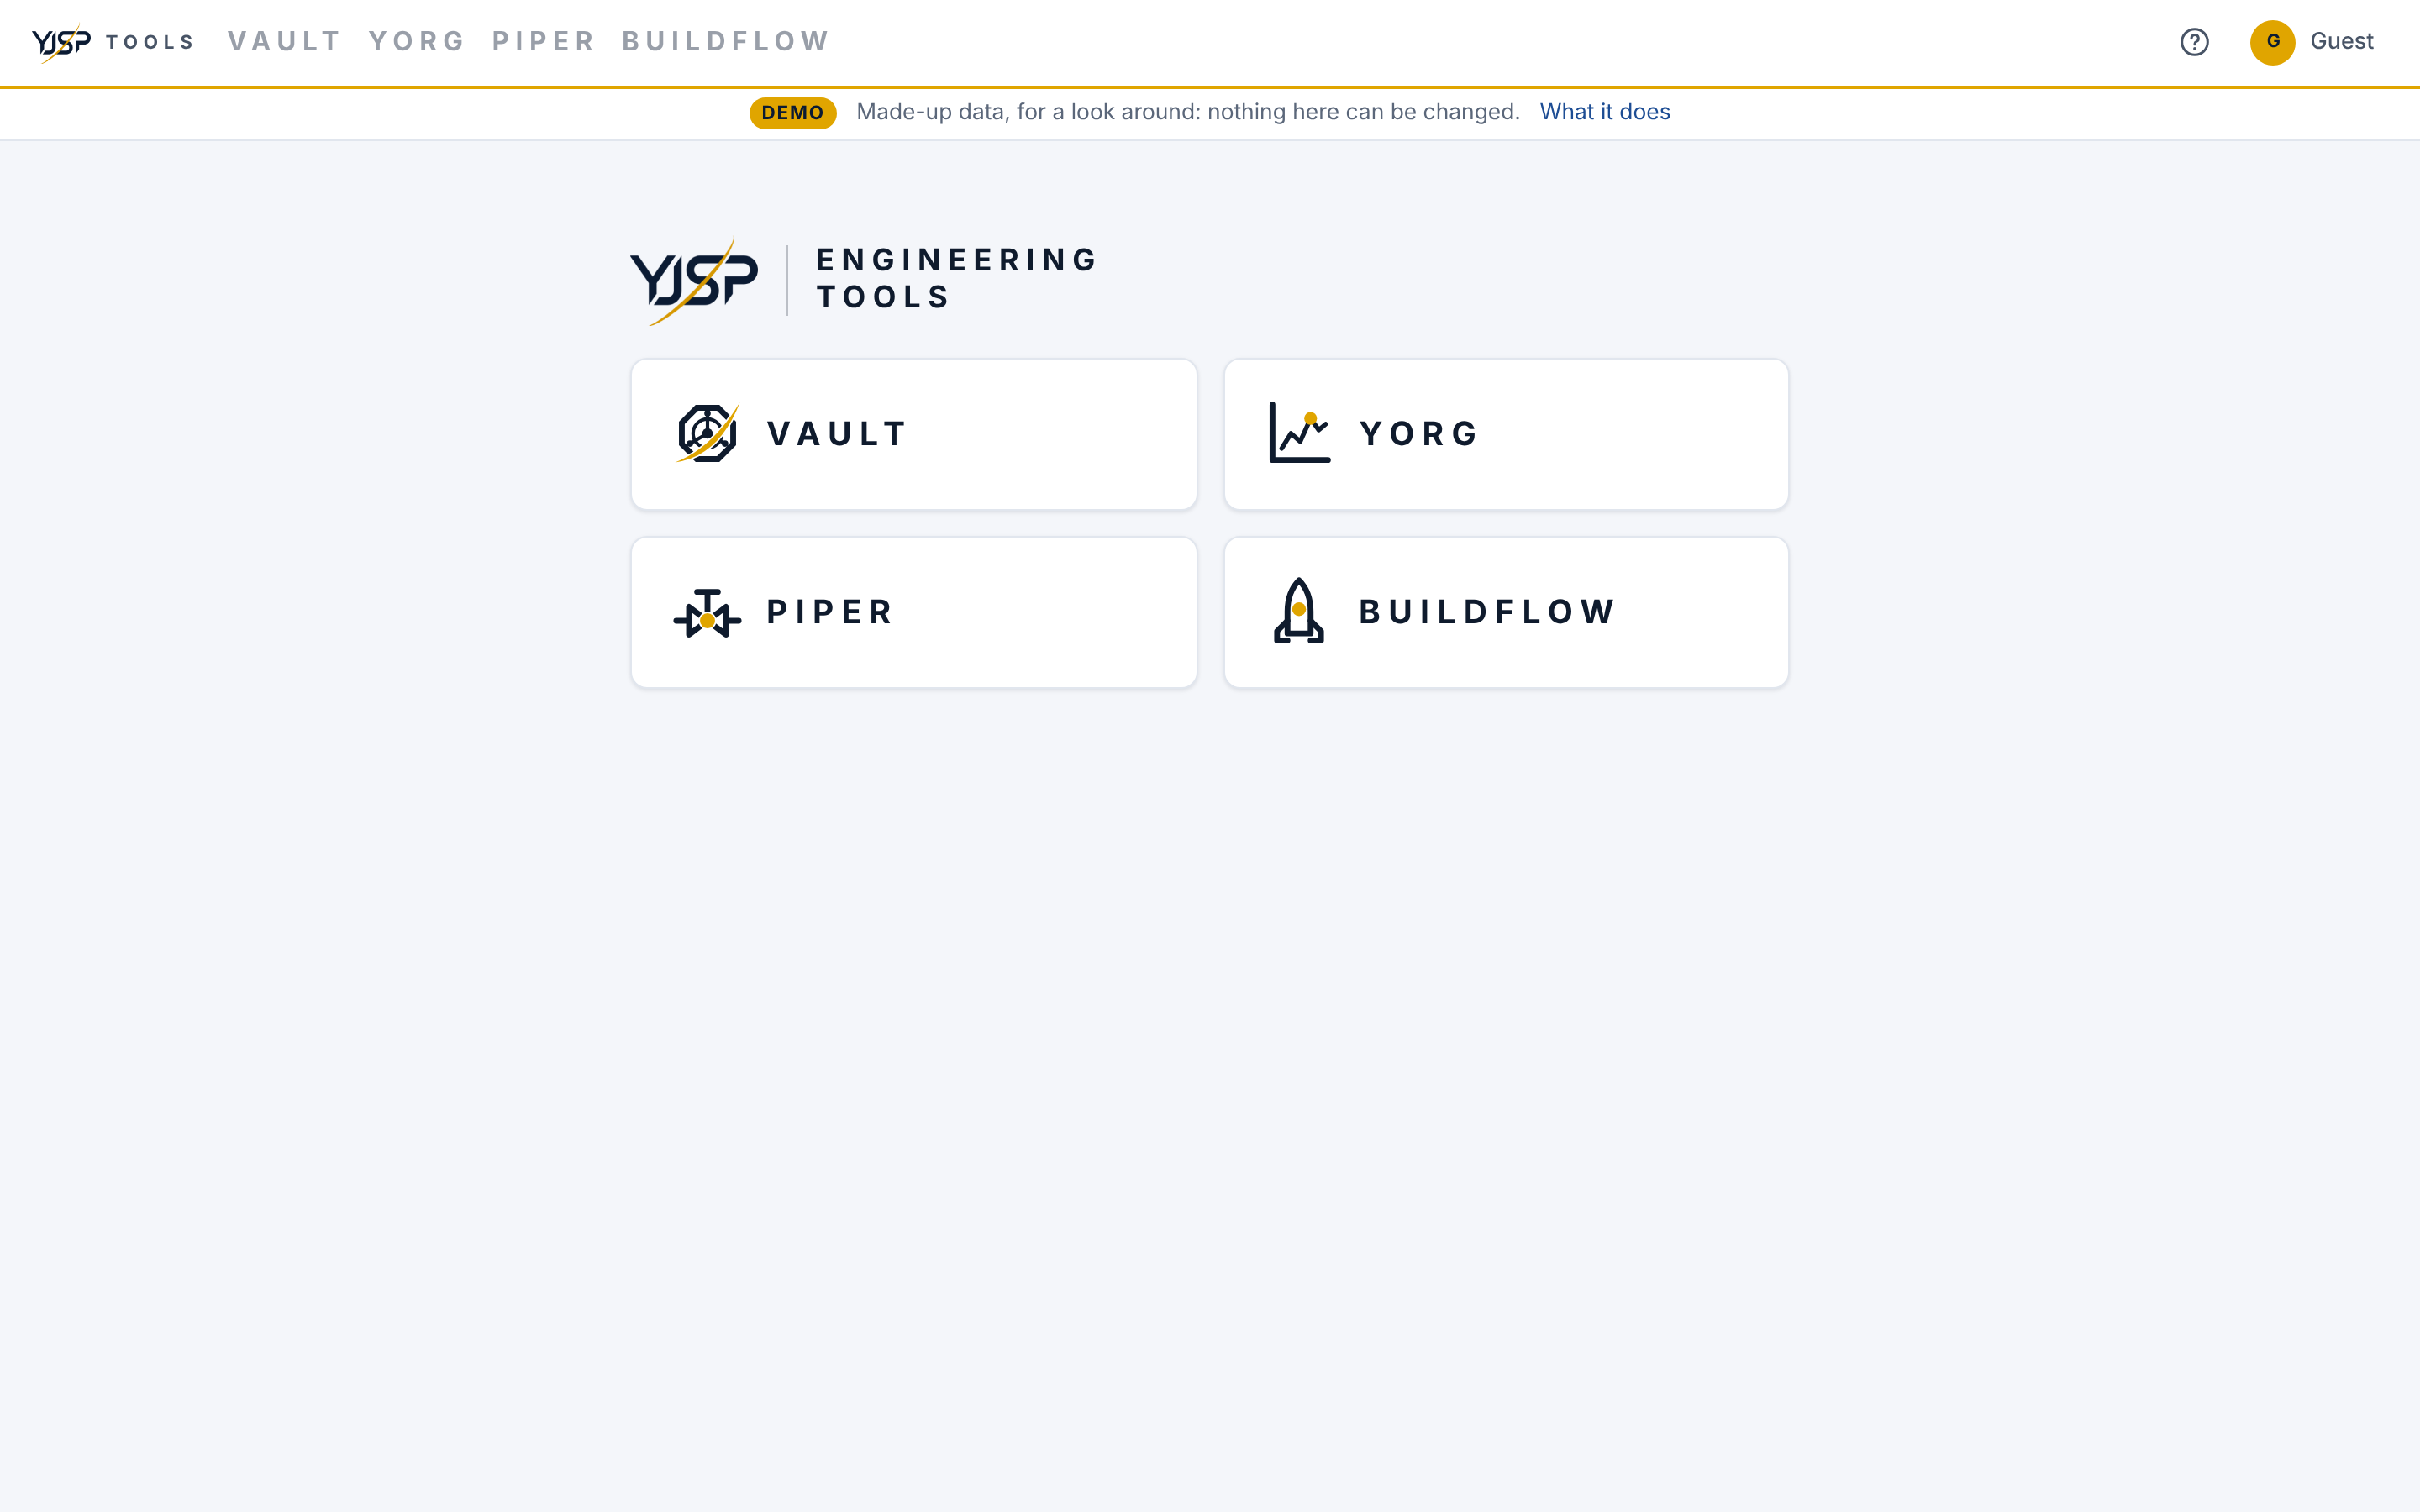 YJSP TOOLS VAULT YORG PIPER BUILDFLOW ? G Guest
DEMO Made-up data, for a look around: nothing here can be changed. What it does
YJSP
ENGINEERING
TOOLS
VAULT
YORG
PIPER
BUILDFLOW